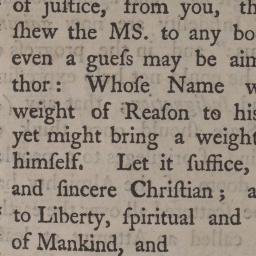 of juſtice, from you, th
ſhew the MS. to any bo
even a gueſs may be aim
thor: Whoſe Name w
weight of Reaſon to his
yet might bring a weight
himſelf. Let it ſuffice,
and ſincere Chriſtian; a
to Liberty, ſpiritual and
of Mankind, and